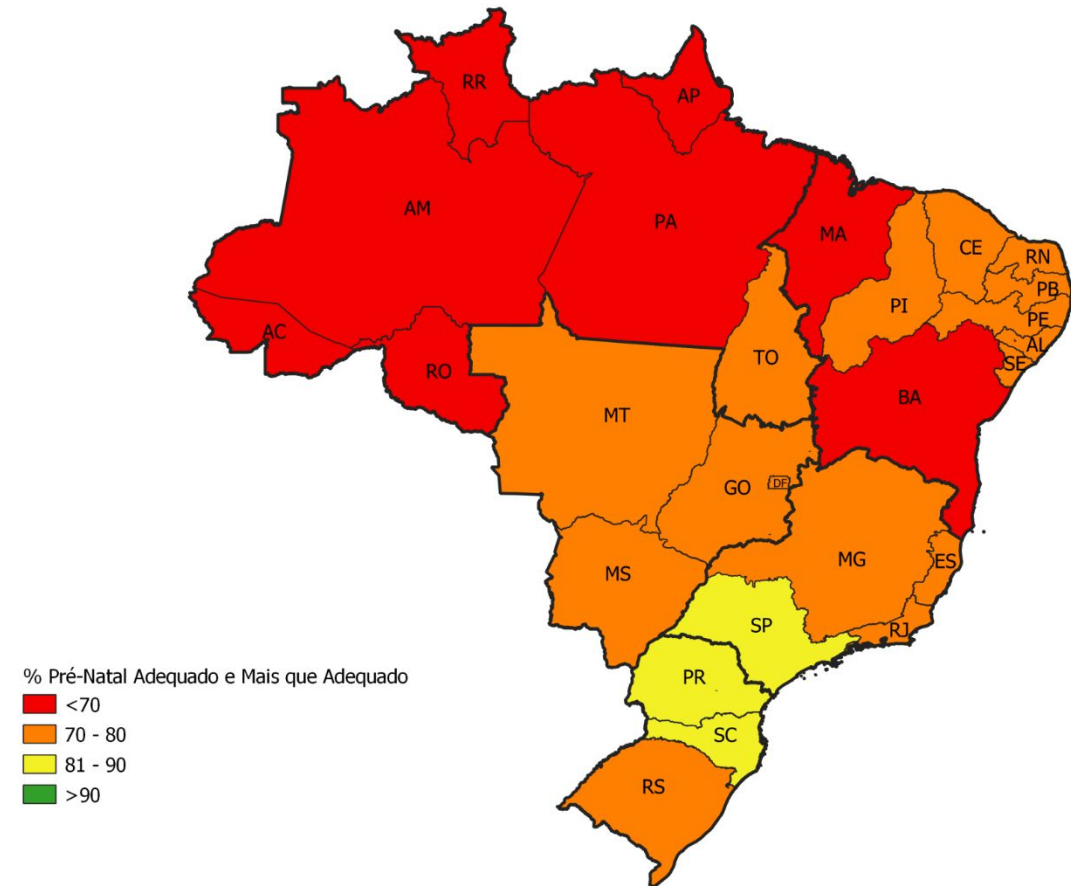 RR
AP
AM
PA
MA
CE
RN
PB
PI
PE
AL
SE
AC
RO
TO
BA
MT
GO
DF
MG
ES
MS
SP
RJ
PR
SC
RS
% Pré-Natal Adequado e Mais que Adequado
<70
70 - 80
81 - 90
>90